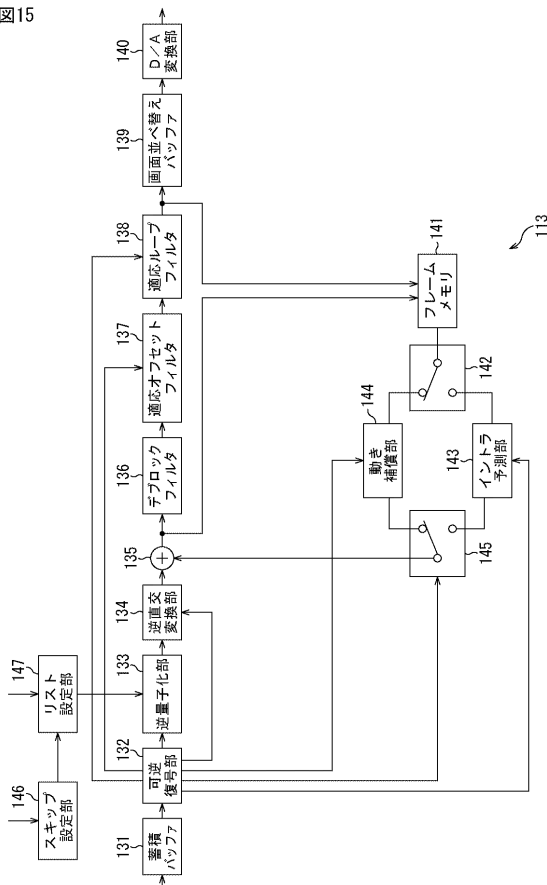 図15
146
スキップ
設定部
147
リスト
設定部
131
蓄積
バッファ
132
可逆
復号部
133
逆量子化部
134
逆直交
変換部
135
+
136
デブロック
フィルタ
137
適応オフセット
フィルタ
138
適応ループ
フィルタ
139
画面並べ替え
バッファ
140
D/A
変換部
141
フレーム
メモリ
142
143
イントラ
予測部
144
動き
補償部
145
113